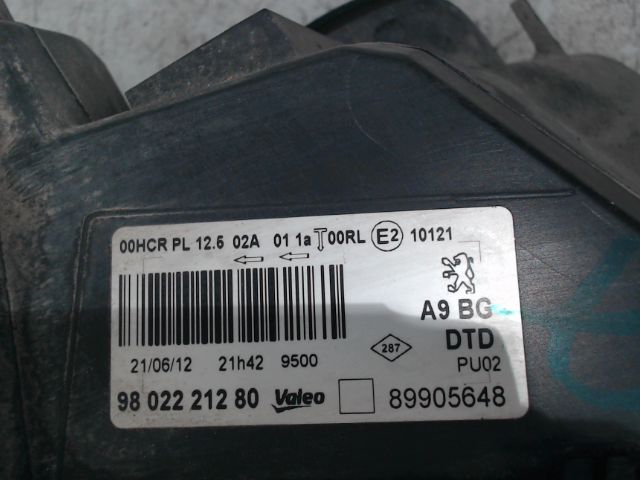 00HCR PL 12.5 02A 01 1a T00RL E2 10121
A9 BG
287
DTD
21/06/12 21h42 9500
PU02
98 022 212 80 Valeo 89905648